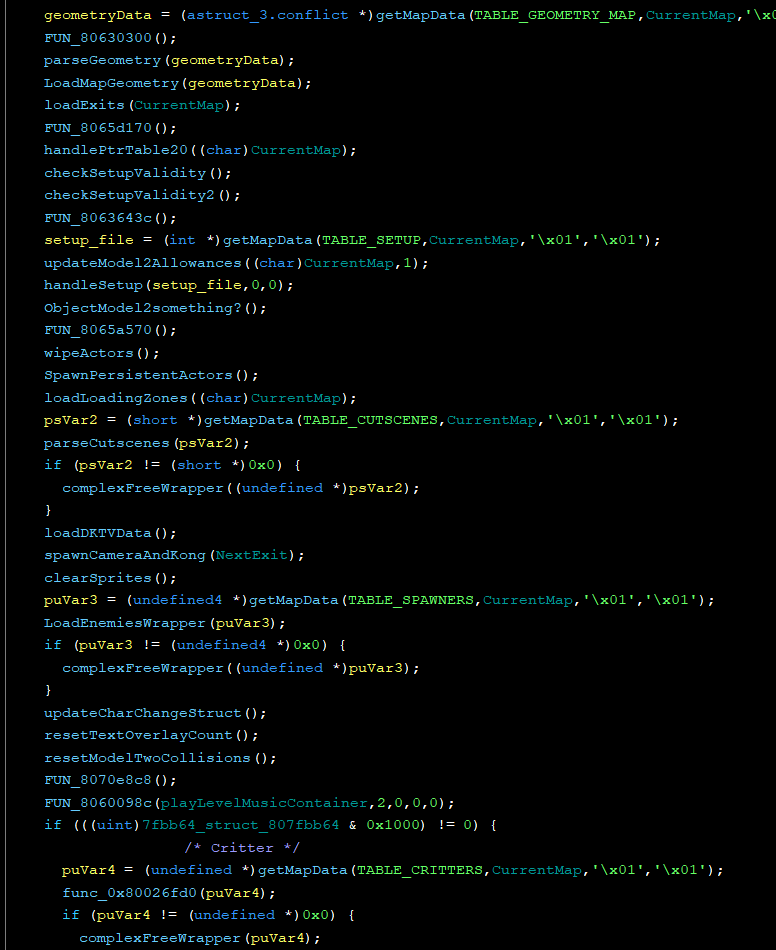 geometryData = (astruct_3.conflict *)getMapData(TABLE_GEOMETRY_MAP,CurrentMap,'\x0
FUN_80630300();
parseGeometry(geometryData);
LoadMapGeometry(geometryData);
loadExits(CurrentMap);
FUN_8065d170();
handlePtrTable20((char)CurrentMap);
checkSetupValidity();
checkSetupValidity2();
FUN_8063643c();
setup_file = (int *)getMapData(TABLE_SETUP,CurrentMap,'\x01','\x01');
updateModel2Allowances((char)CurrentMap,1);
handleSetup(setup_file,0,0);
ObjectModel2something?();
FUN_8065a570();
wipeActors();
SpawnPersistentActors();
loadLoadingZones((char)CurrentMap);
psVar2 = (short *)getMapData(TABLE_CUTSCENES,CurrentMap,'\x01','\x01');
parseCutscenes(psVar2);
if (psVar2 != (short *)0x0) {
complexFreeWrapper((undefined *)psVar2);
}
loadDKTVData();
spawnCameraAndKong(NextExit);
clearSprites();
puVar3 = (undefined4 *)getMapData(TABLE_SPAWNERS,CurrentMap,'\x01','\x01');
LoadEnemiesWrapper(puVar3);
if (puVar3 != (undefined4 *)0x0) {
complexFreeWrapper((undefined *)puVar3);
}
updateCharChangeStruct();
resetTextOverlayCount();
resetModelTwoCollisions();
FUN_8070e8c8();
FUN_8060098c(playLevelMusicContainer,2,0,0,0);
if (((uint)7fbb64_struct_807fbb64 & 0x1000) != 0) {
/* Critter */
puVar4 = (undefined *)getMapData(TABLE_CRITTERS,CurrentMap,'\x01','\x01');
func_0x80026fd0(puVar4);
if (puVar4 != (undefined *)0x0) {
complexFreeWrapper(puVar4);